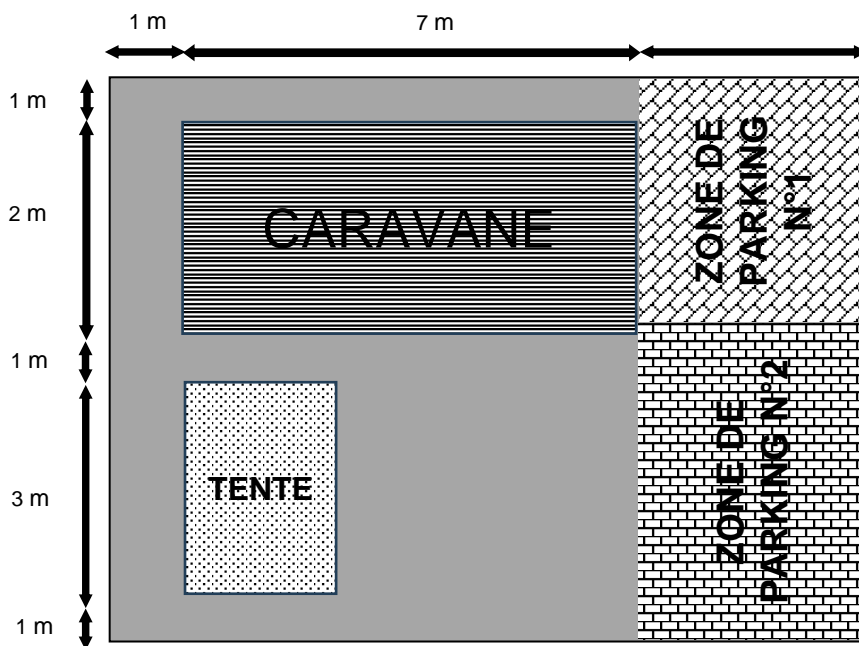 1 m
7 m
1 m
2 m
1 m
3 m
1 m
CARAVANE
TENTE
ZONE DE
PARKING
N°1
ZONE DE
PARKING N°2